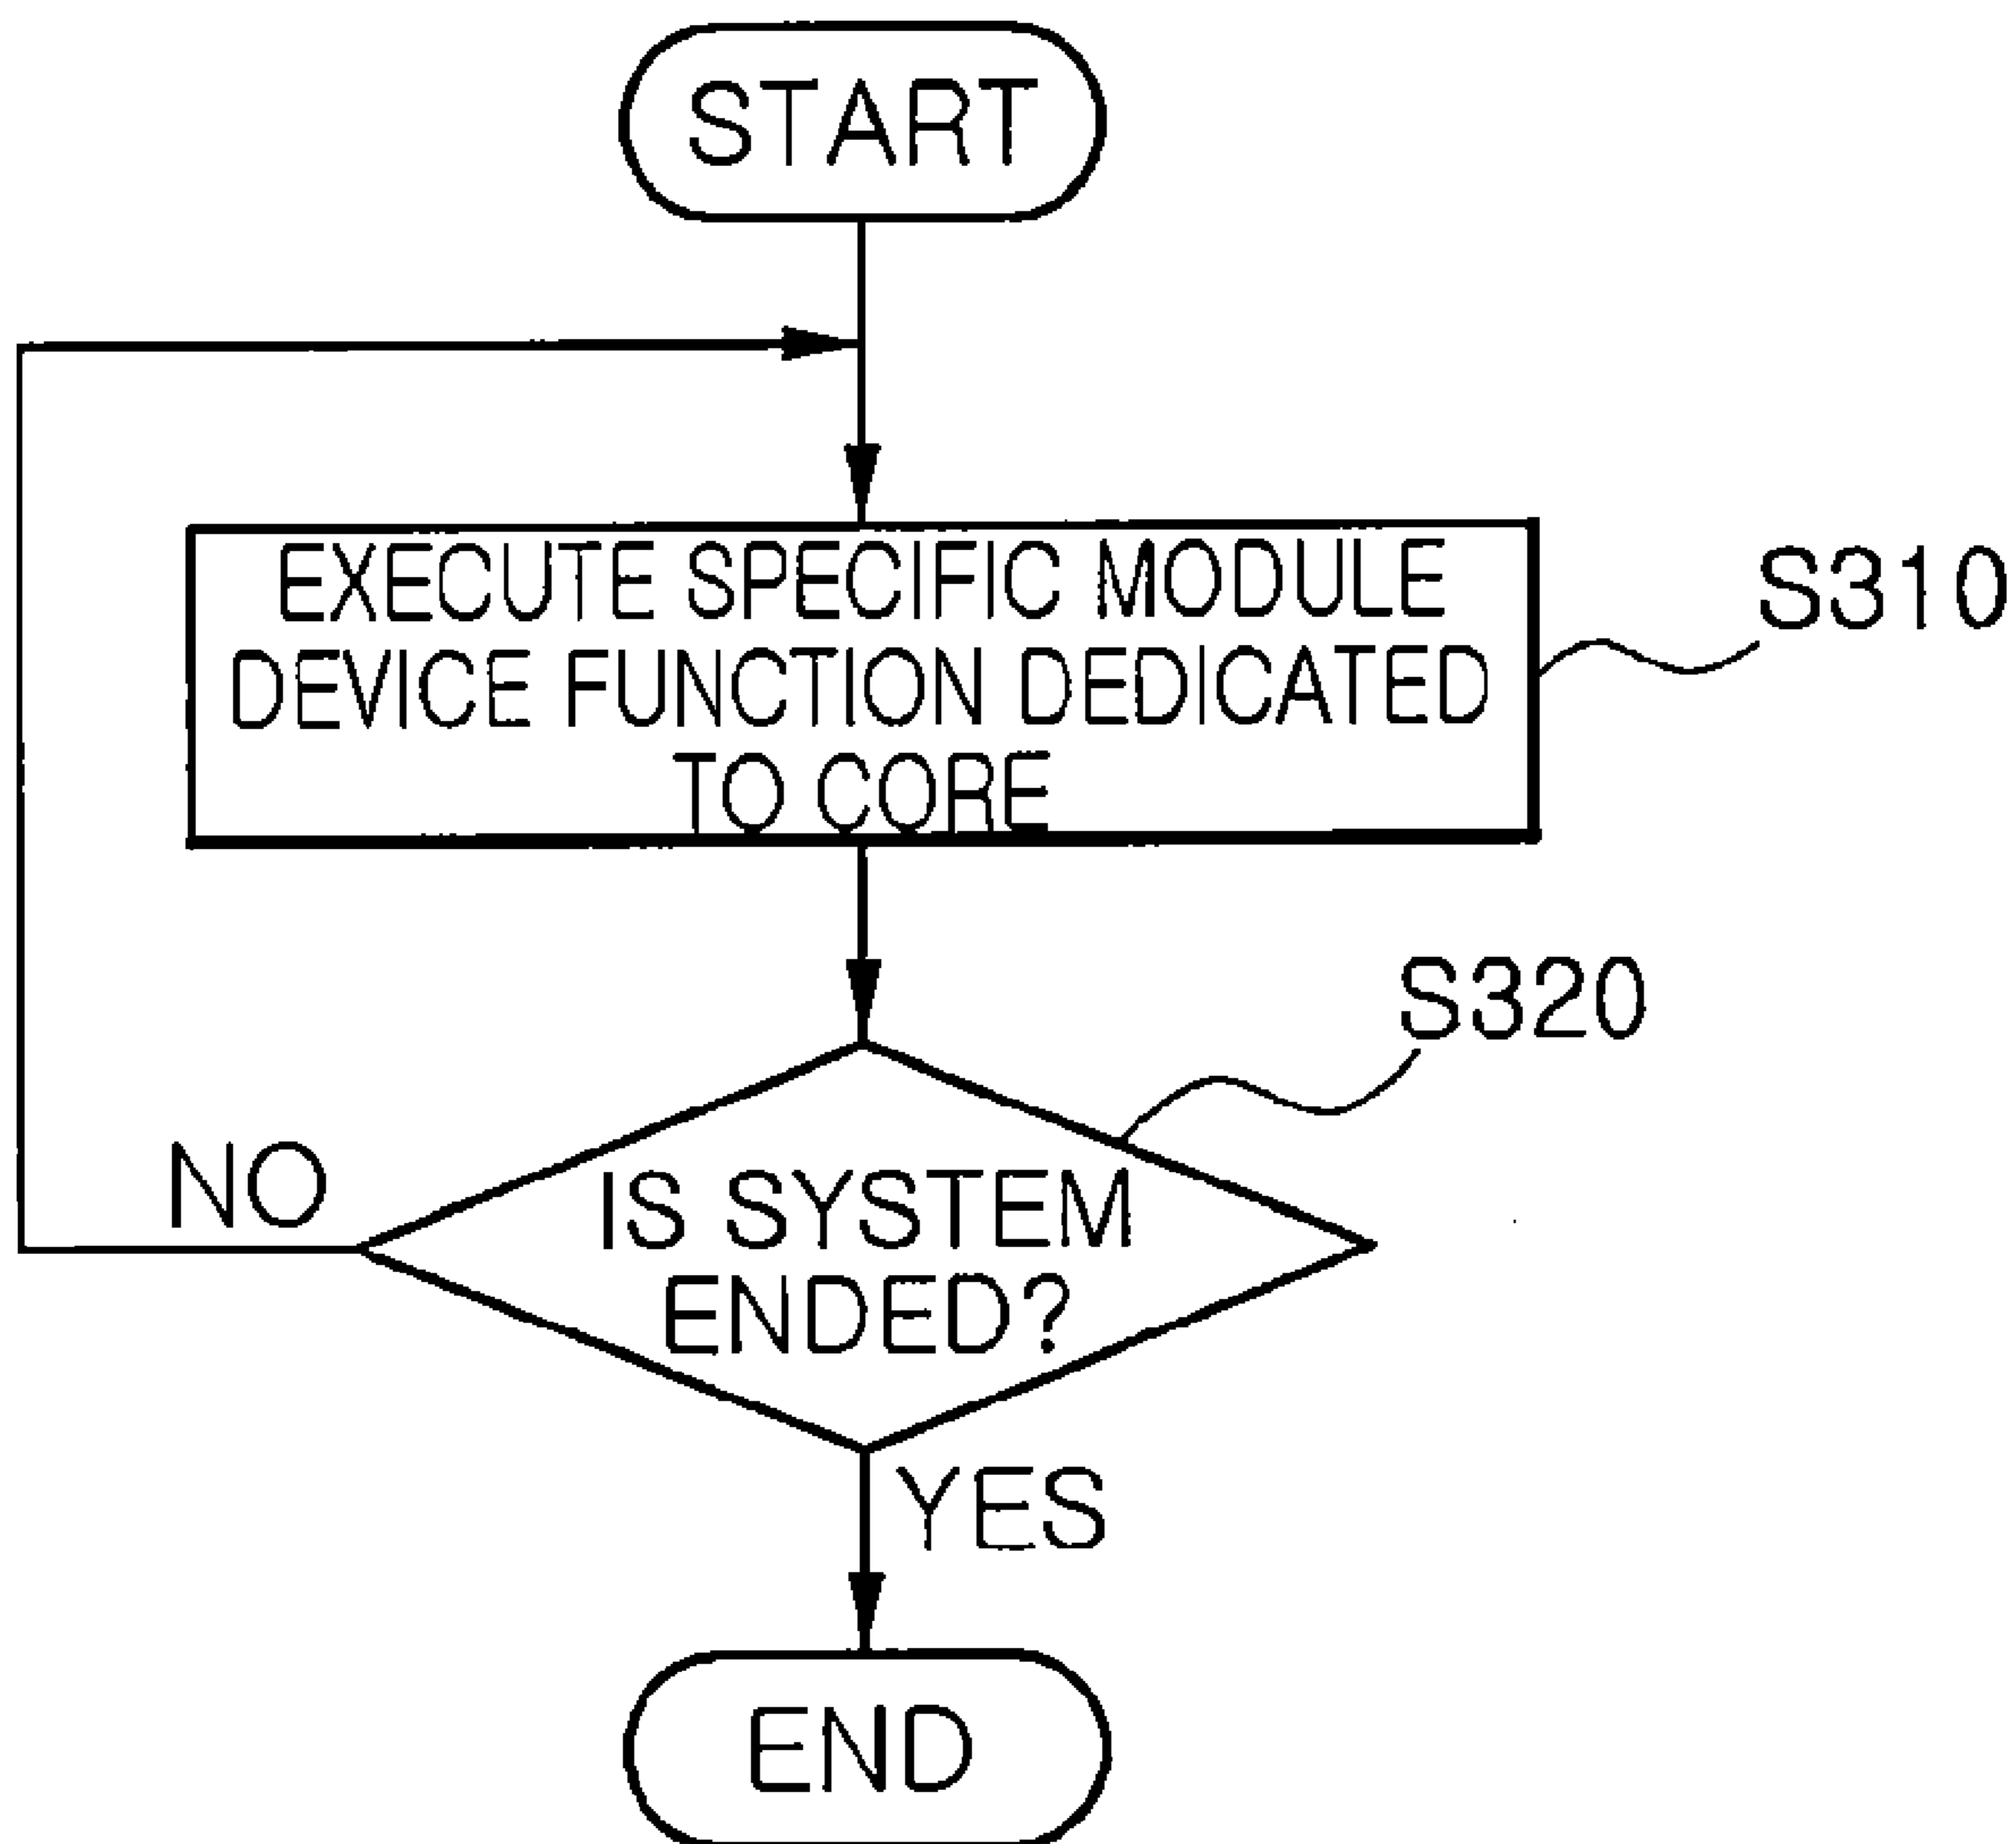 START
EXECUTE SPECIFIC MODULE
DEVICE FUNCTION DEDICATED
TO CORE
S310
S320
NO
IS SYSTEM
ENDED?
YES
END